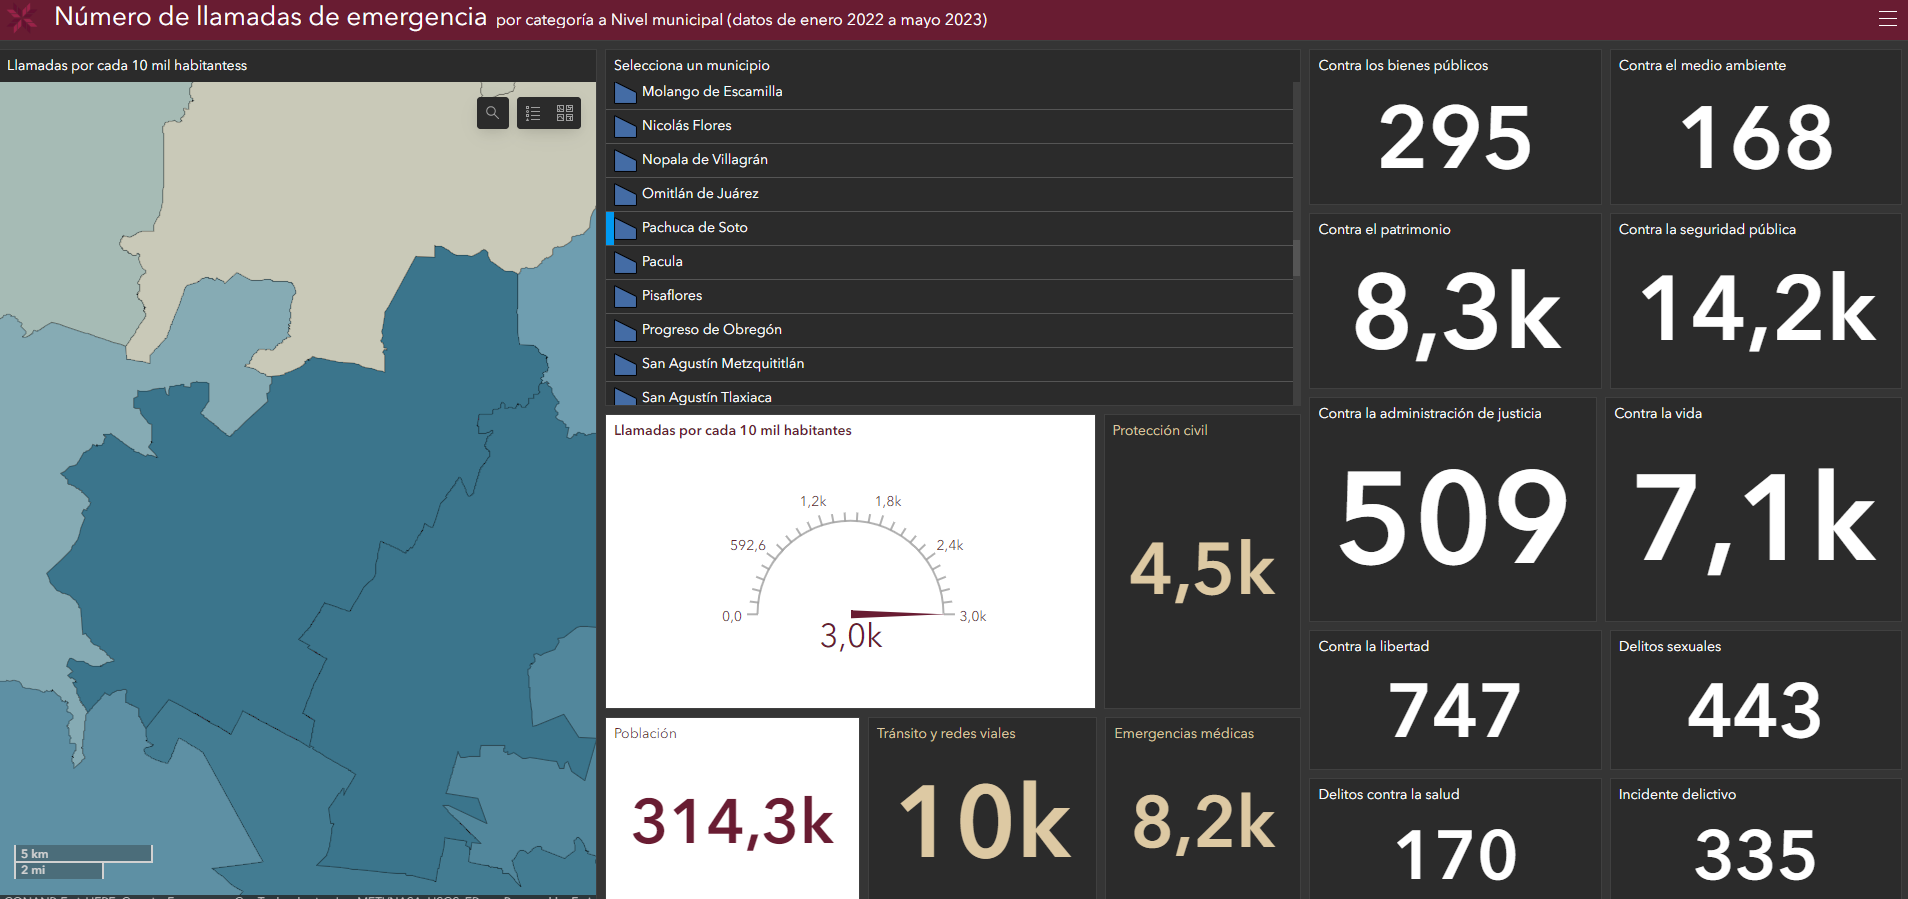 Número de llamadas de emergencia por categoría a Nivel municipal (datos de enero 2022 a mayo 2023)
Llamadas por cada 10 mil habitantess
5 km
2 mi
Selecciona un municipio
Molango de Escamilla
Nicolás Flores
Nopala de Villagrán
Omitlán de Juárez
Pachuca de Soto
Pacula
Pisaflores
Progreso de Obregón
San Agustín Metzquititlán
San Agustín Tlaxiaca
Llamadas por cada 10 mil habitantes
0,0
592,6
1,2k
1,8k
2,4k
3,0k
3,0k
Protección civil
4,5k
Población
314,3k
Tránsito y redes viales
10k
Emergencias médicas
8,2k
Contra los bienes públicos
295
Contra el medio ambiente
168
Contra el patrimonio
8,3k
Contra la seguridad pública
14,2k
Contra la administración de justicia
509
Contra la vida
7,1k
Contra la libertad
747
Delitos sexuales
443
Delitos contra la salud
170
Incidente delictivo
335